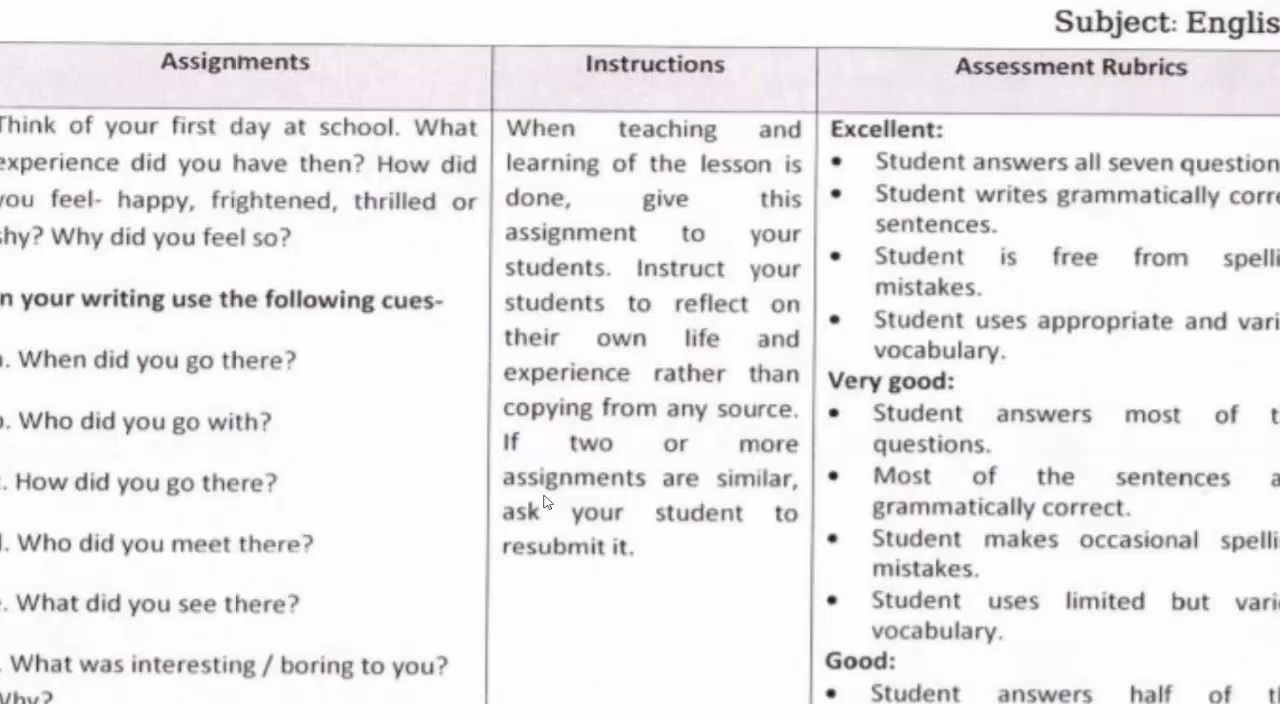 Subject: Englis
Assignments
Think of your first day at school. What
experience did you have then? How did
you feel- happy, frightened, thrilled or
shy? Why did you feel so?
n your writing use the following cues-
. When did you go there?
. Who did you go with?
. How did you go there?
. Who did you meet there?
. What did you see there?
. What was interesting / boring to you?
Why?
Instructions
When teaching and
learning of the lesson is
done, give this
assignment to your
students. Instruct your
students to reflect on
their own life and
experience rather than
copying from any source.
If two or more
assignments are similar,
ask your student to
resubmit it.
Assessment Rubrics
Excellent:
• Student answers all seven question
• Student writes grammatically corre
sentences.
• Student is free from spelli
mistakes.
• Student uses appropriate and vari
vocabulary.
Very good:
• Student answers most of t
questions.
• Most of the sentences a
grammatically correct.
• Student makes occasional spelli
mistakes.
• Student uses limited but vari
vocabulary.
Good:
• Student answers half of th